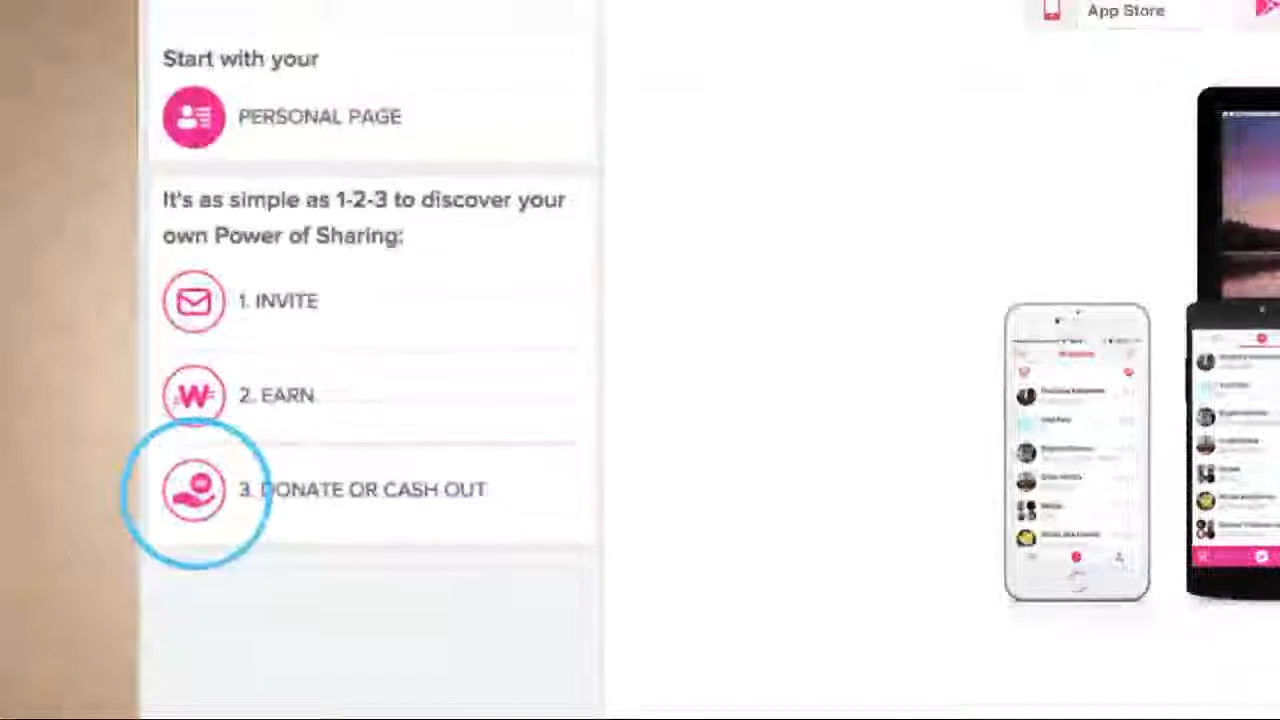 App Store
Start with your
PERSONAL PAGE
It's as simple as 1-2-3 to discover your
own Power of Sharing:
1. INVITE
W
2. EARN
3. DONATE OR CASH OUT